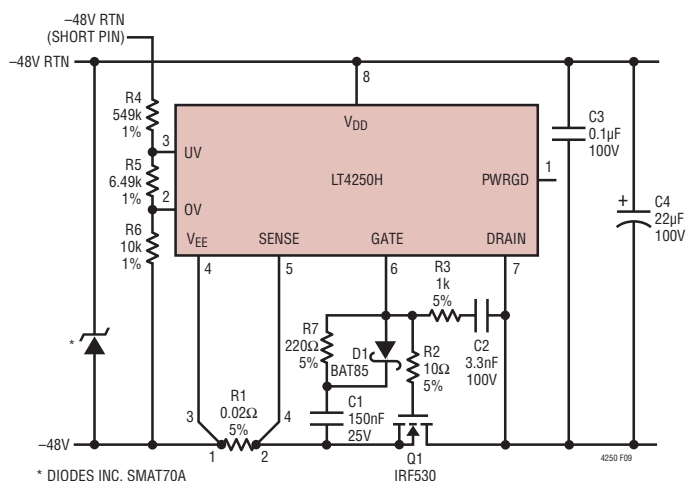 –48V RTN
(SHORT PIN)
–48V RTN
8
R4
549k
1%
VDD
C3
0.1µF
100V
3
UV
R5
6.49k
1%
LT4250H
PWRGD
1
2
OV
+
C4
22µF
100V
R6
10k
1%
VEE
SENSE
GATE
DRAIN
4
5
6
7
R3
1k
5%
R7
220Ω
5%
D1
BAT85
R2
10Ω
5%
C2
3.3nF
100V
*
R1
0.02Ω
5%
3
4
C1
150nF
25V
–48V
1
2
Q1
IRF530
4250 F09
* DIODES INC. SMAT70A